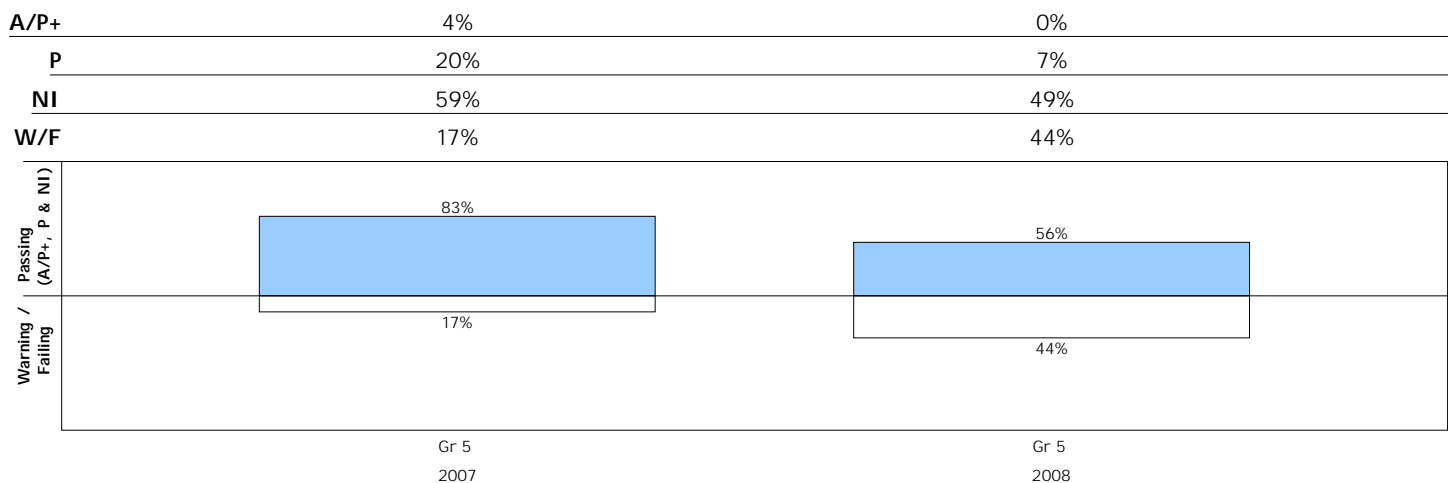 A/P+ 4% 0%
P 20% 7%
NI 59% 49%
W/F 17% 44%
Passing
(A/P+, P & NI)
Warning /
Failing
83%
56%
17%
44%
Gr 5 Gr 5
2007 2008